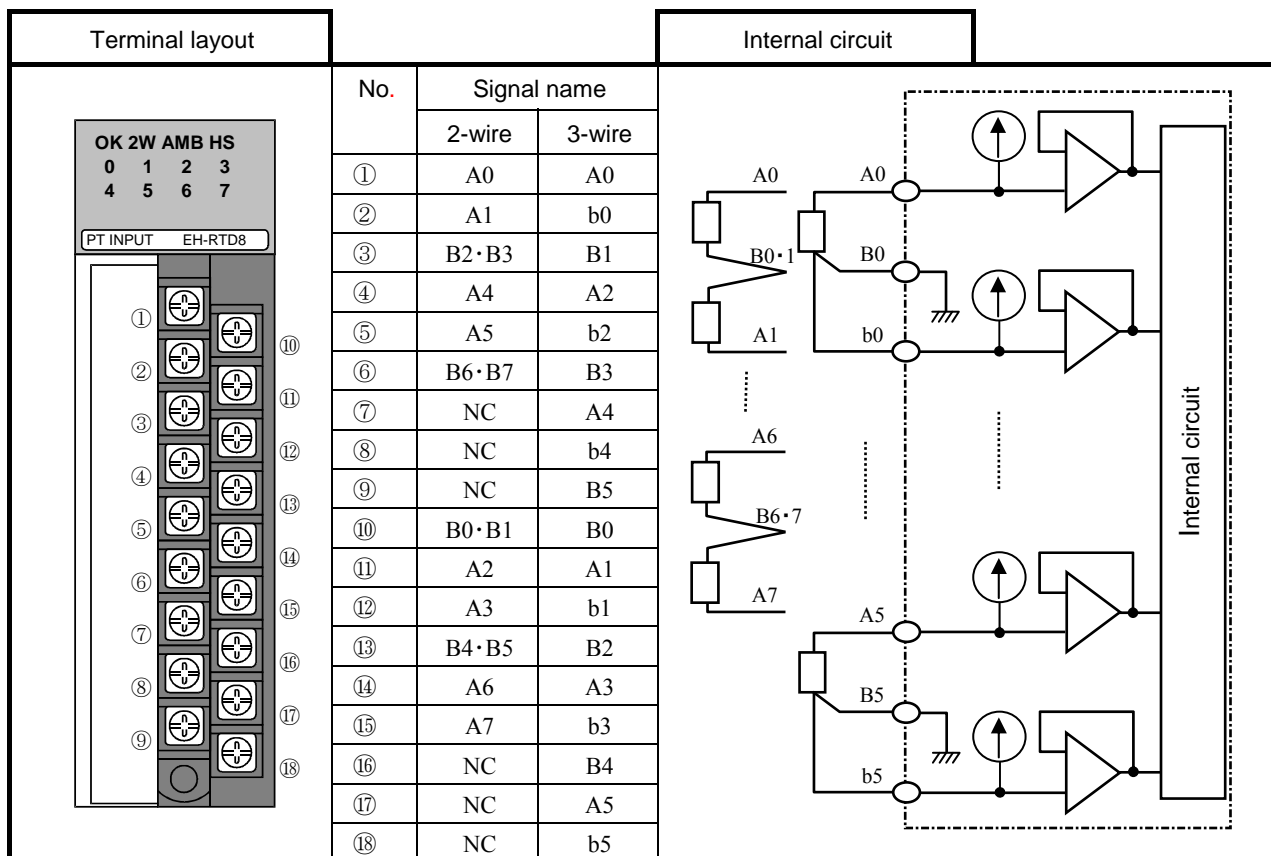 Terminal layout
Internal circuit
OK 2W AMB HS
0 1 2 3
4 5 6 7
PT INPUT EH-RTD8
①
②
③
④
⑤
⑥
⑦
⑧
⑨
⑩
⑪
⑫
⑬
⑭
⑮
⑯
⑰
⑱
No. Signal name
2-wire 3-wire
① A0 A0
② A1 b0
③ B2・B3 B1
④ A4 A2
⑤ A5 b2
⑥ B6・B7 B3
⑦ NC A4
⑧ NC b4
⑨ NC B5
⑩ B0・B1 B0
⑪ A2 A1
⑫ A3 b1
⑬ B4・B5 B2
⑭ A6 A3
⑮ A7 b3
⑯ NC B4
⑰ NC A5
⑱ NC b5
A0
B0・1
A1
A6
B6・7
A7
A0
B0
b0
A5
B5
b5
Internal circuit